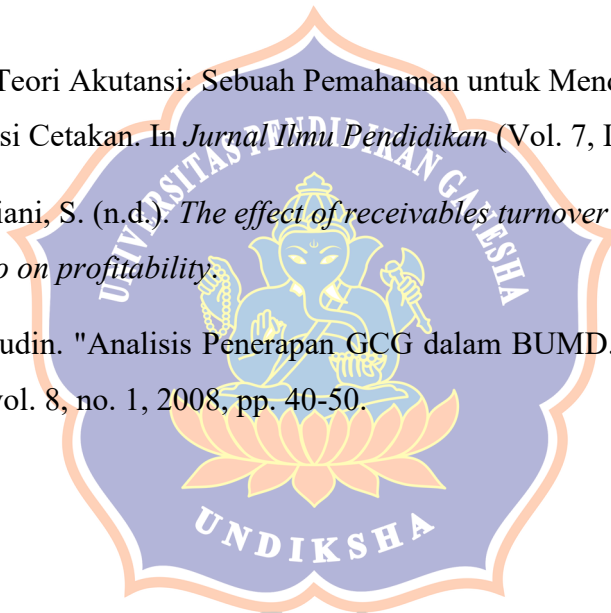 Teori Akutansi: Sebuah Pemahaman untuk
si Cetakan. In Jurnal Ilmu Pendidikan (Vol. 7,
iani, S. (n.d.). The effect of receivables turnover
o on profitability.
udin. "Analisis Penerapan GCG dalam BUMD.
vol. 8, no. 1, 2008, pp. 40-50.
UNIVERSITAS PENDIDIKAN GANESHA
UNDIKSHA